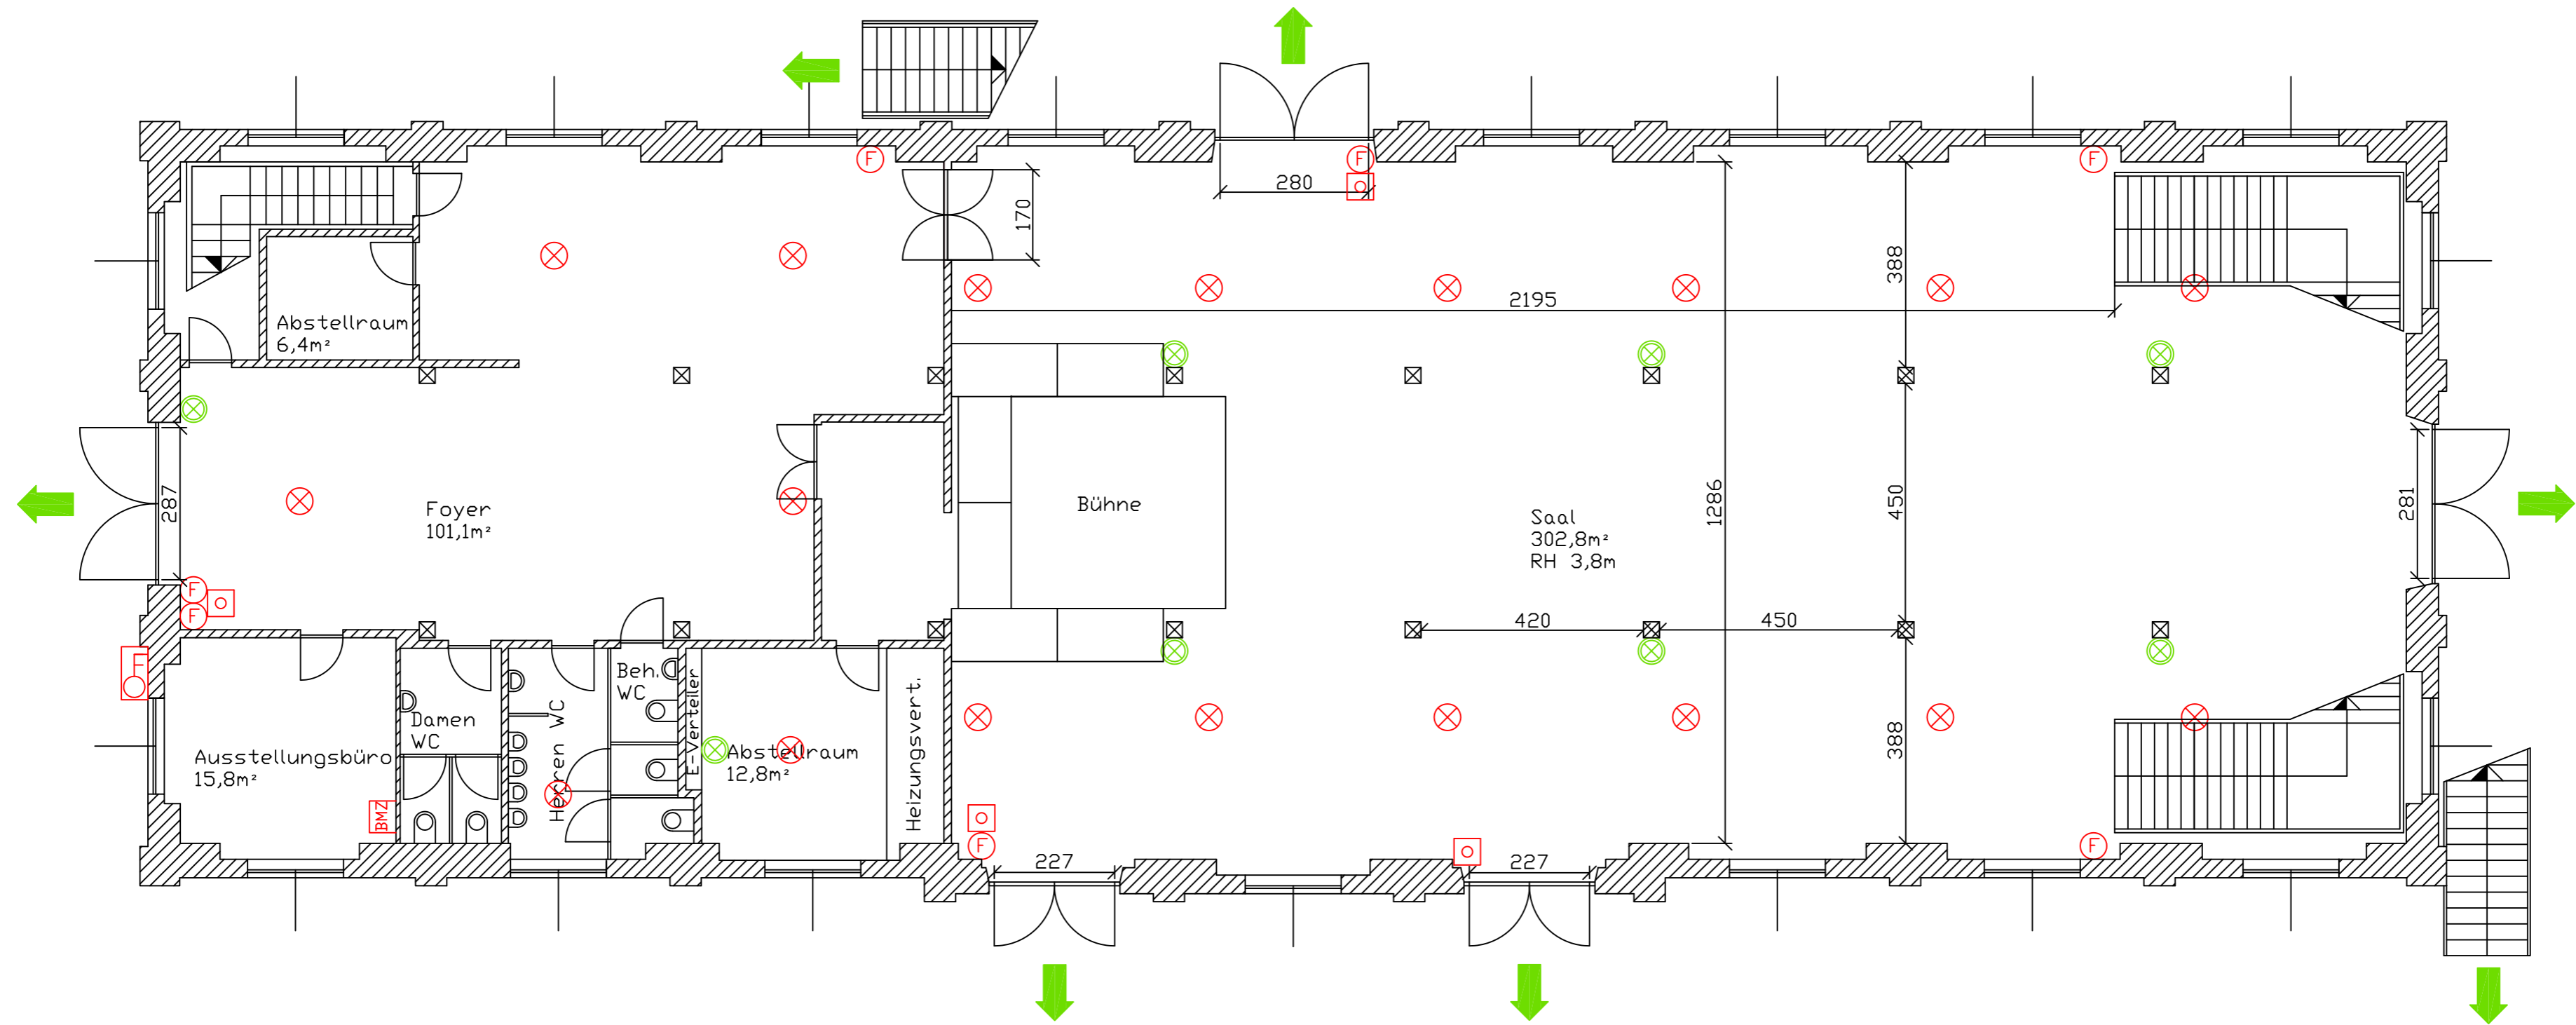 F
F
F
280
170
388
2195
Abstellraum
6,4m²
287
Foyer
101,1m²
Bühne
1286
450
281
Saal
302,8m²
RH 3,8m
F
F
420
450
F
Beh.
WC
Damen
WC
Herren WC
E-Verteiler
Abstellraum
12,8m²
Heizungsvert.
388
Ausstellungsbüro
15,8m²
BMZ
F
F
227
227